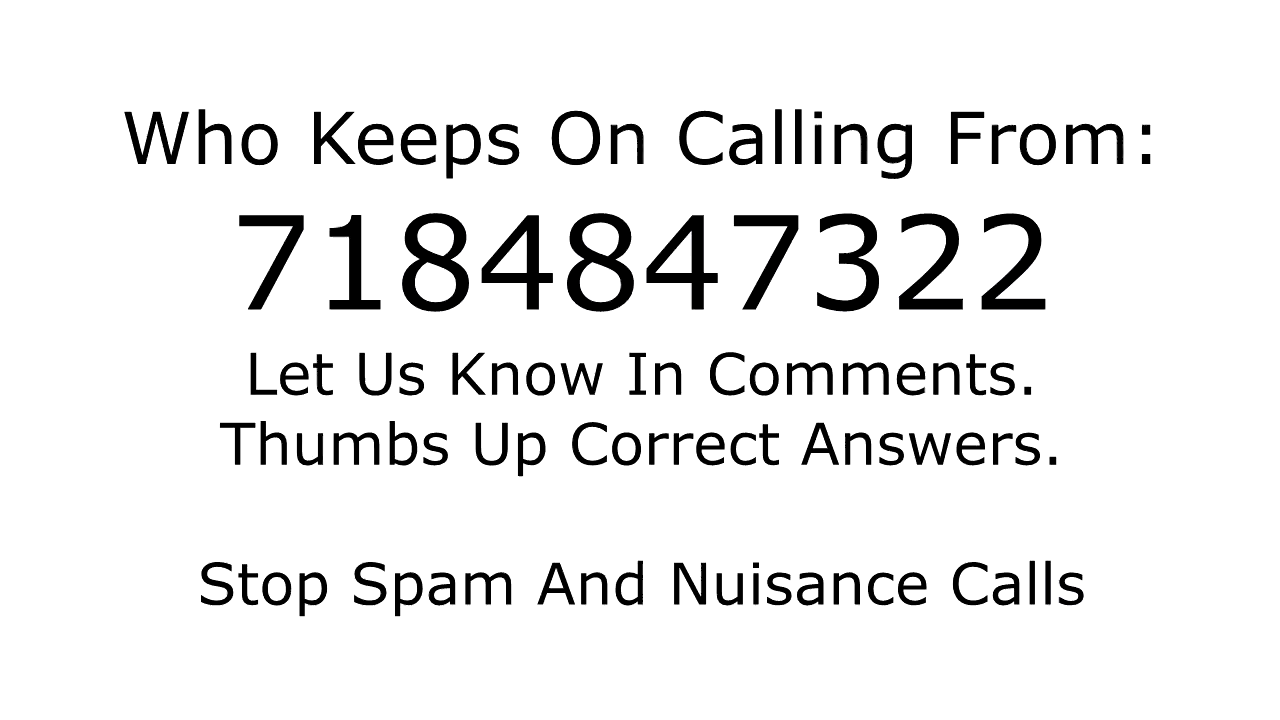 Who Keeps On Calling From:
7184847322
Let Us Know In Comments.
Thumbs Up Correct Answers.
Stop Spam And Nuisance Calls